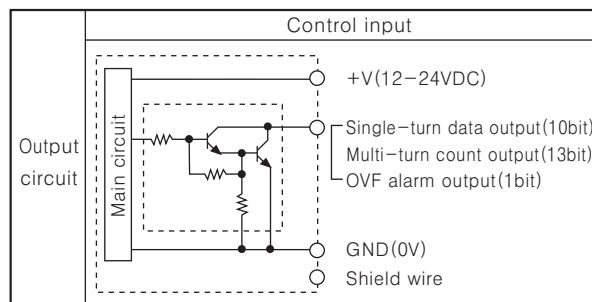 Control input
Output
circuit
Main circuit
+V(12-24VDC)
Single-turn data output(10bit)
Multi-turn count output(13bit)
OVF alarm output(1bit)
GND(0V)
Shield wire